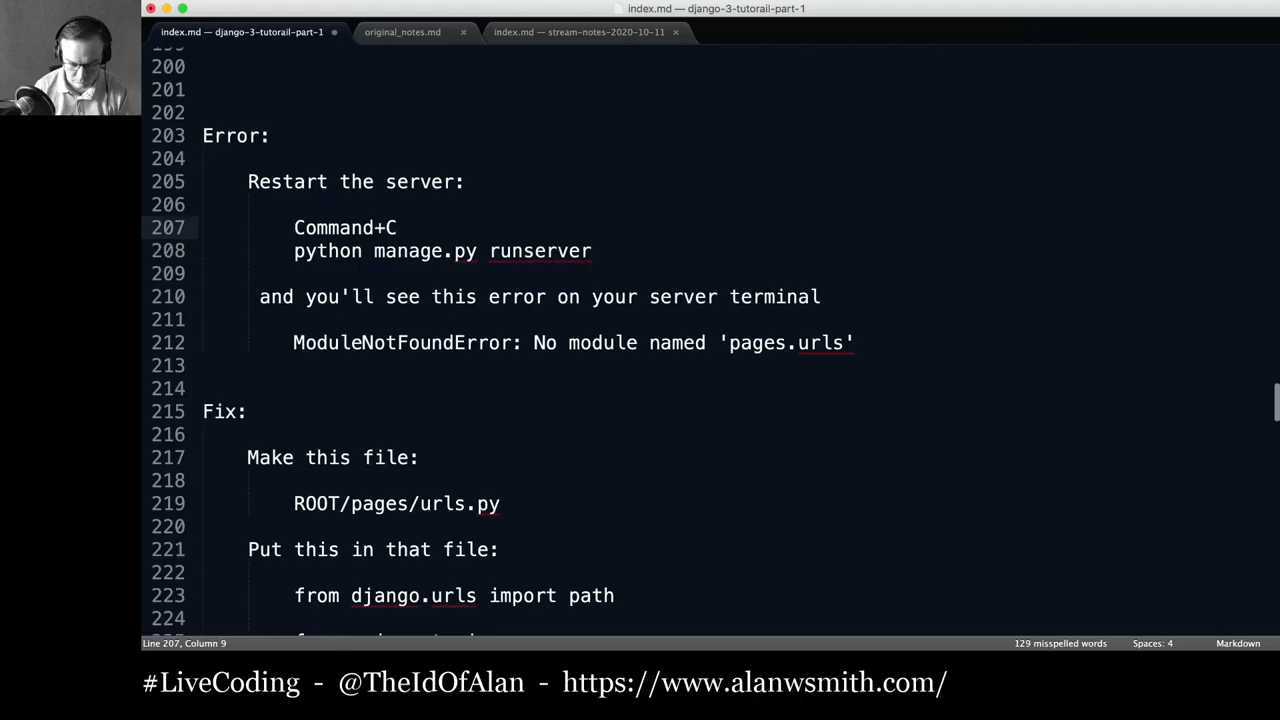 index.md — django-3-tutorail-part-1
index.md — django-3-tutorail-part-1
original_notes.md
index.md — stream-notes-2020-10-11
199
200
201
202
203 Error:
204
205 Restart the server:
206
207 Command+C
208 python manage.py runserver
209
210 and you'll see this error on your server terminal
211
212 ModuleNotFoundError: No module named 'pages.urls'
213
214
215 Fix:
216
217 Make this file:
218
219 ROOT/pages/urls.py
220
221 Put this in that file:
222
223 from django.urls import path
224
Line 207, Column 9
129 misspelled words
Spaces: 4
Markdown
#LiveCoding - @TheIdOfAlan - https://www.alanwsmith.com/